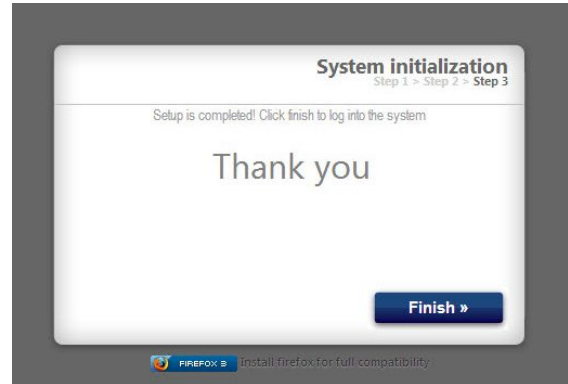 System initialization
Step 1 > Step 2 > Step 3
Setup is completed! Click finish to log into the system
Thank you
Finish »
FIREFOX 3 Install firefox for full compatibility